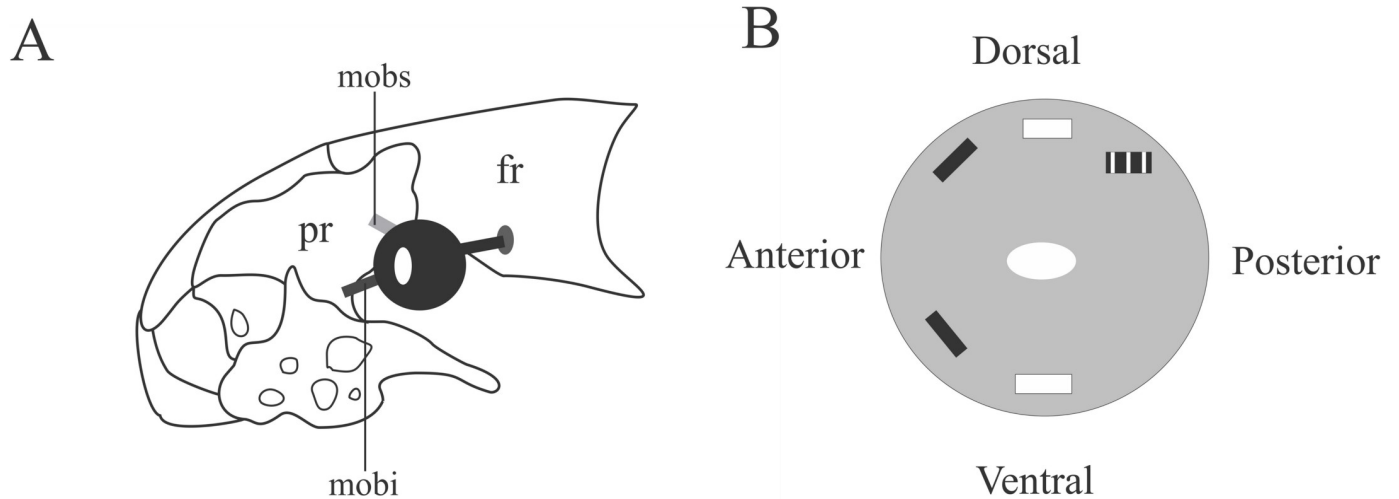 A
mobs
fr
pr
mobi
B
Dorsal
Anterior
Posterior
Ventral